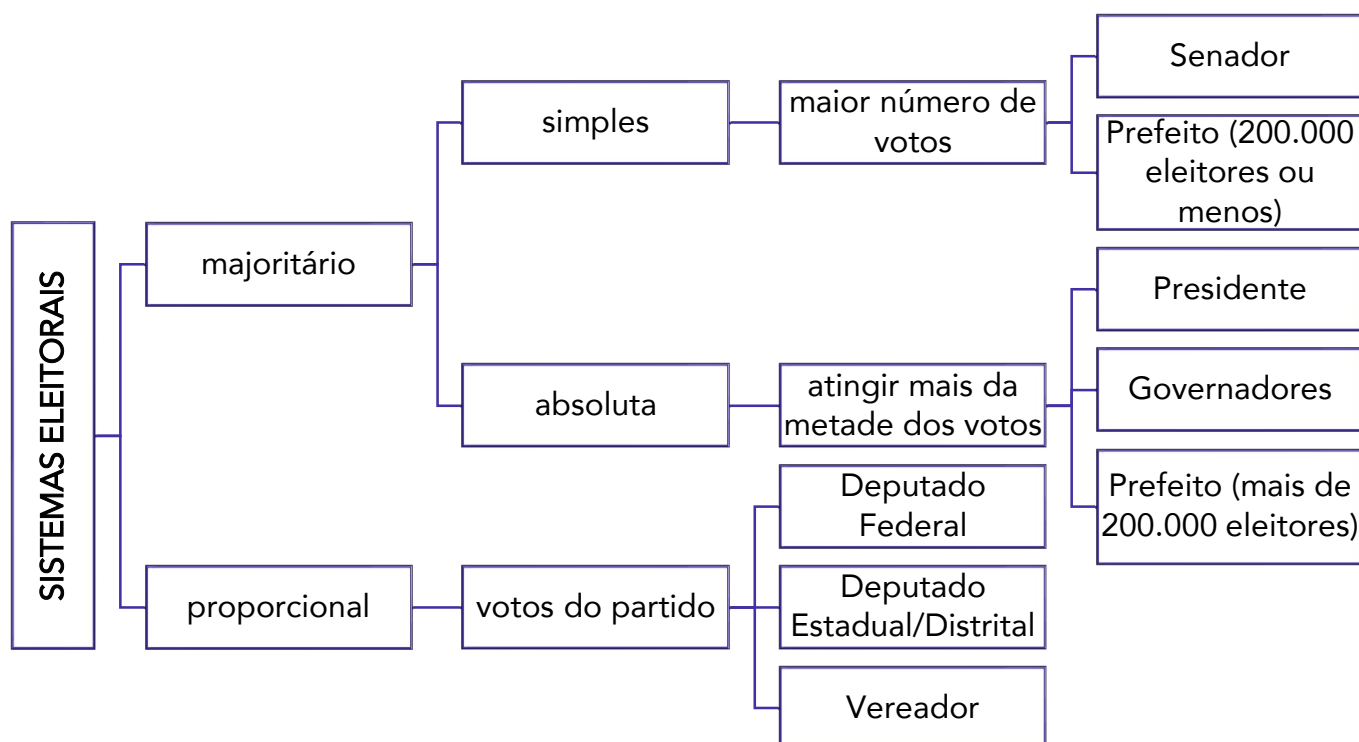 SISTEMAS ELEITORAIS
majoritário
simples
maior número de
votos
Senador
Prefeito (200.000
eleitores ou
menos)
absoluta
atingir mais da
metade dos votos
Presidente
Governadores
Prefeito (mais de
200.000 eleitores)
proporcional
votos do partido
Deputado
Federal
Deputado
Estadual/Distrital
Vereador